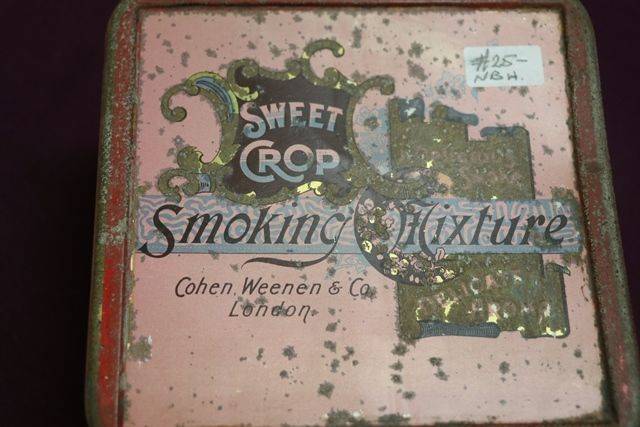 #25-
NBH.
SWEET
CROP
Smoking Mixture
Cohen, Weenen & Co
London